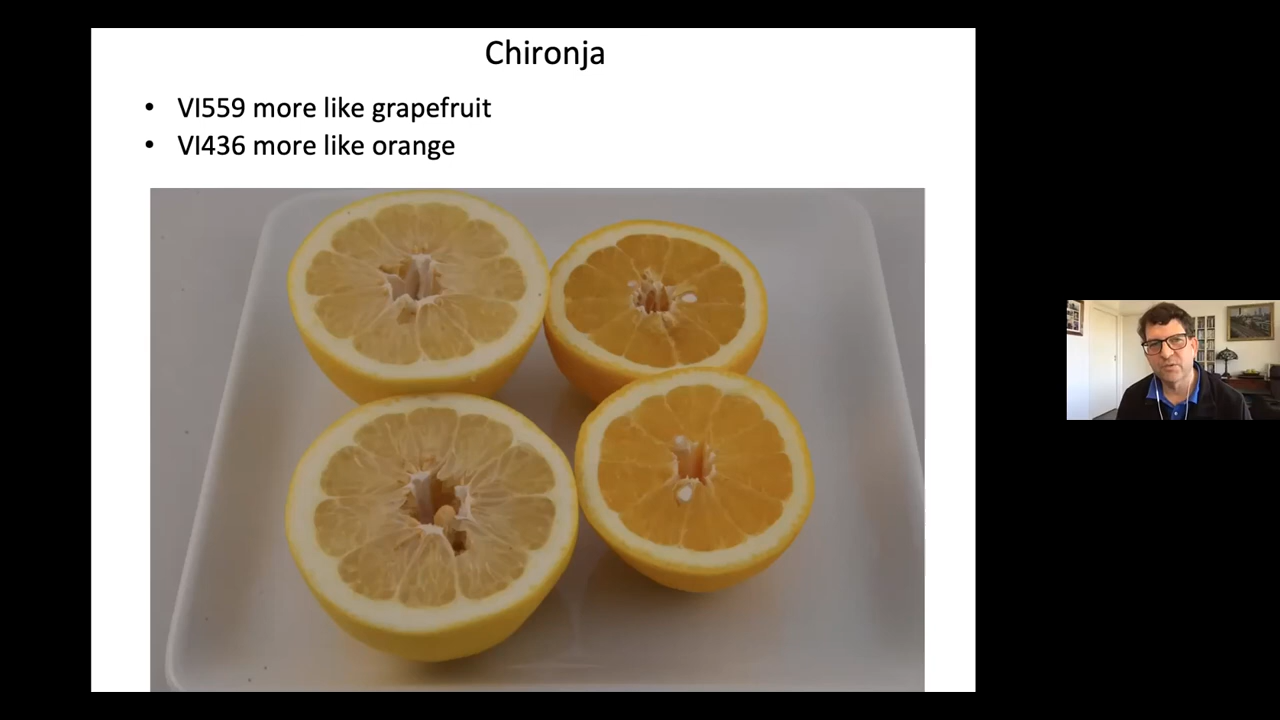 Chironja
• VI559 more like grapefruit
• VI436 more like orange